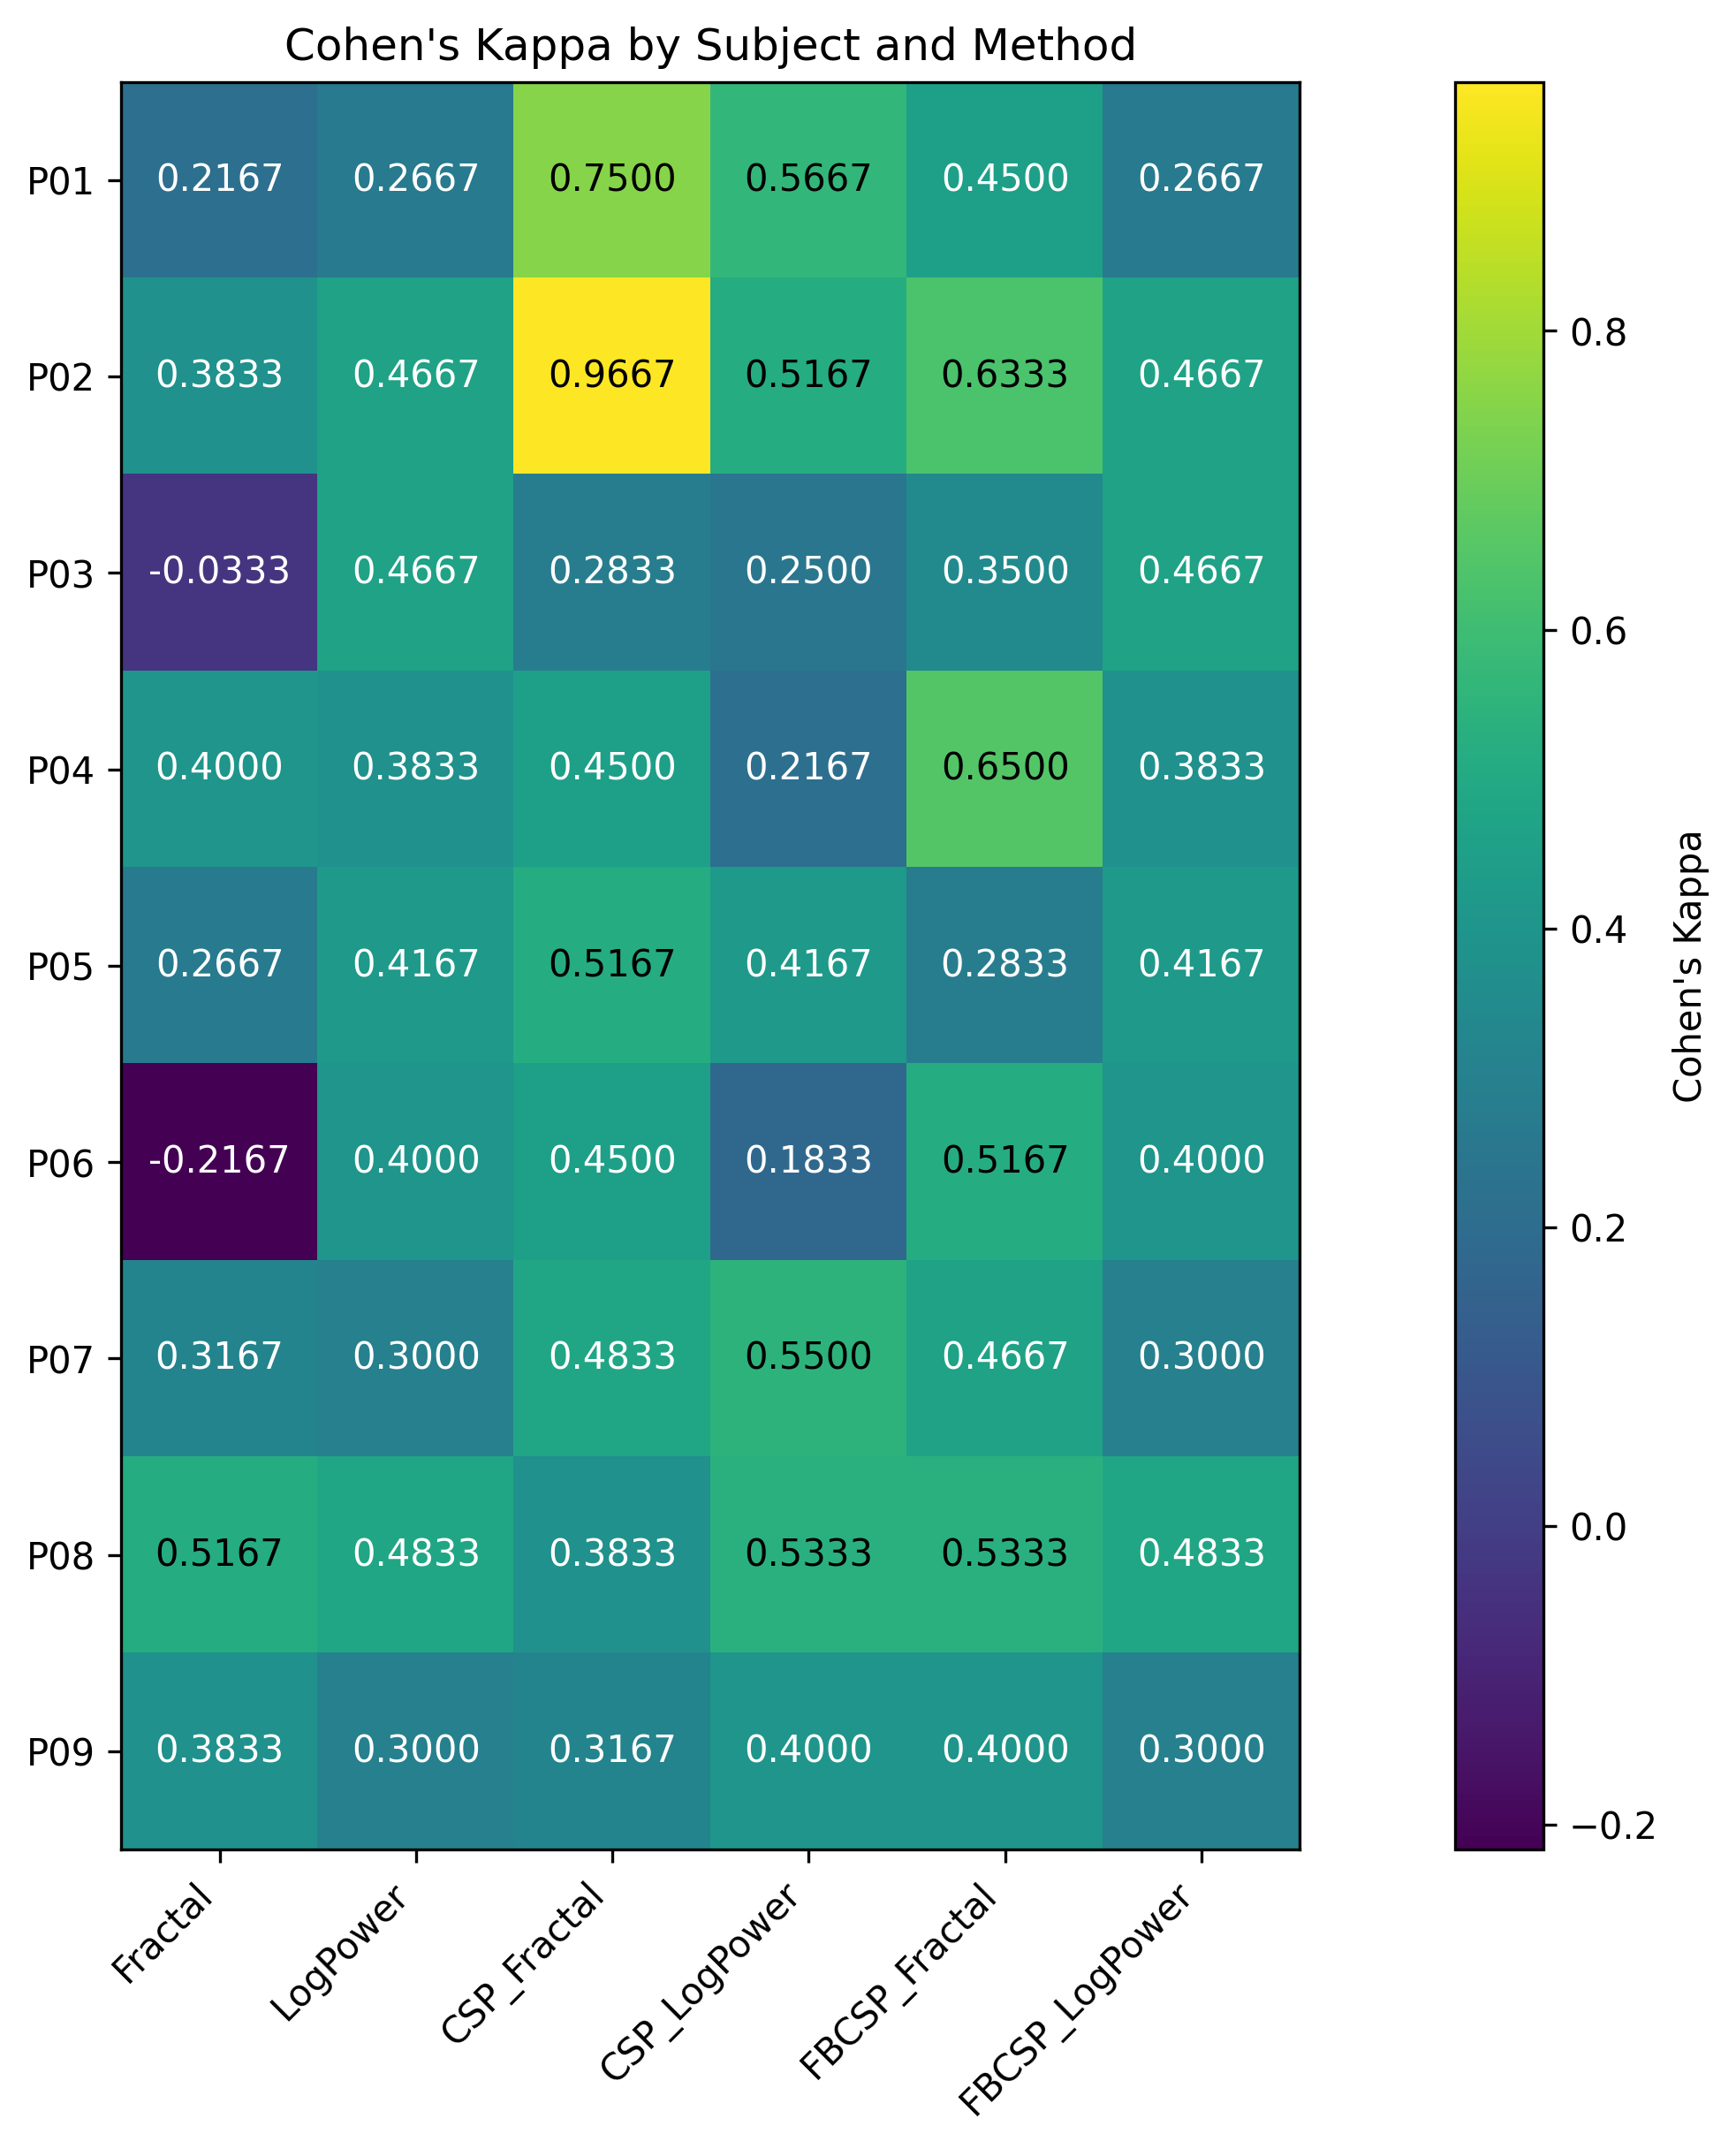 Cohen's Kappa by Subject and Method
P01 0.2167 0.2667 0.7500 0.5667 0.4500 0.2667
P02 0.3833 0.4667 0.9667 0.5167 0.6333 0.4667
P03 -0.0333 0.4667 0.2833 0.2500 0.3500 0.4667
P04 0.4000 0.3833 0.4500 0.2167 0.6500 0.3833
P05 0.2667 0.4167 0.5167 0.4167 0.2833 0.4167
P06 -0.2167 0.4000 0.4500 0.1833 0.5167 0.4000
P07 0.3167 0.3000 0.4833 0.5500 0.4667 0.3000
P08 0.5167 0.4833 0.3833 0.5333 0.5333 0.4833
P09 0.3833 0.3000 0.3167 0.4000 0.4000 0.3000
Fractal
LogPower
CSP_Fractal
CSP_LogPower
FBCSP_Fractal
FBCSP_LogPower
0.8
0.6
0.4
0.2
0.0
−0.2
Cohen's Kappa